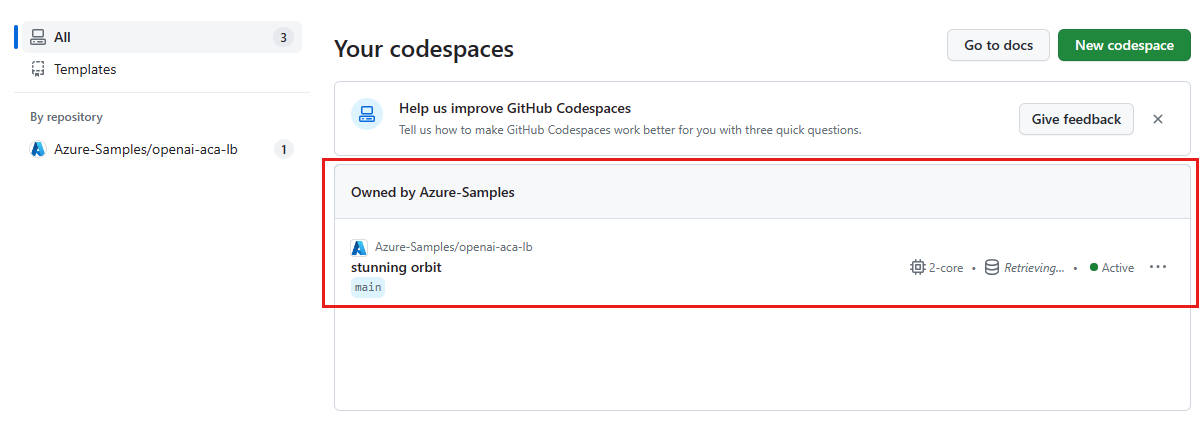 All 3
Templates
By repository
Azure-Samples/openai-aca-lb 1
Your codespaces
Go to docs
New codespace
Help us improve GitHub Codespaces
Tell us how to make GitHub Codespaces work better for you with three quick questions.
Give feedback
Owned by Azure-Samples
Azure-Samples/openai-aca-lb
stunning orbit
2-core • Retrieving... • Active
main